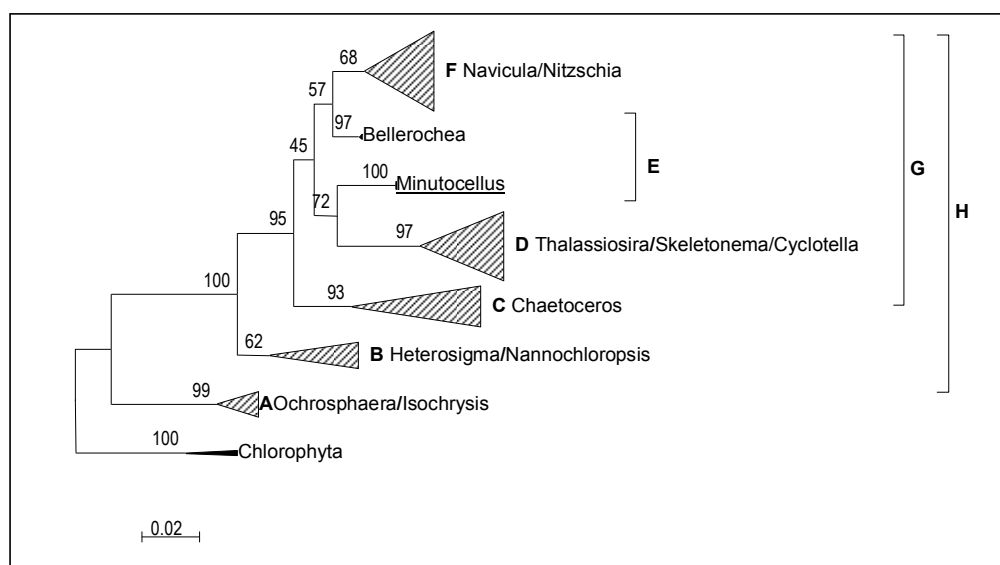 68
F Navicula/Nitzschia
57
97
Bellerochea
45
E
G
100
Minutocellus
72
H
95
97
D Thalassiosira/Skeletonema/Cyclotella
100
93
C Chaetoceros
62
B Heterosigma/Nannochloropsis
99
AOchrosphaera/Isochrysis
100
Chlorophyta
0.02